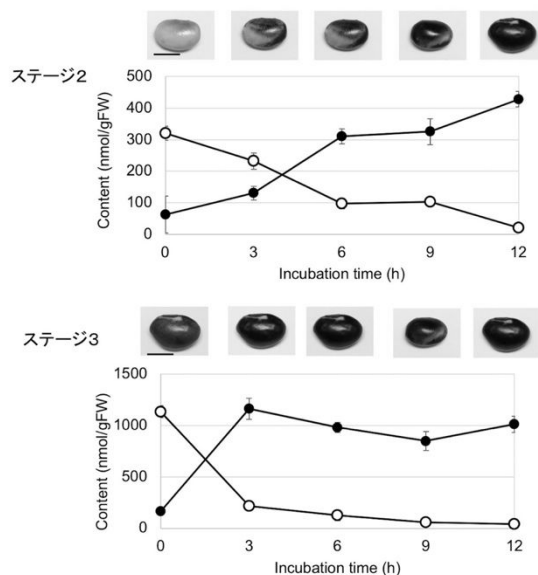 ステージ2
500
400
300
200
100
0
Content (nmol/gFW)
0 3 6 9 12
Incubation time (h)
ステージ3
1500
1000
500
0
Content (nmol/gFW)
0 3 6 9 12
Incubation time (h)